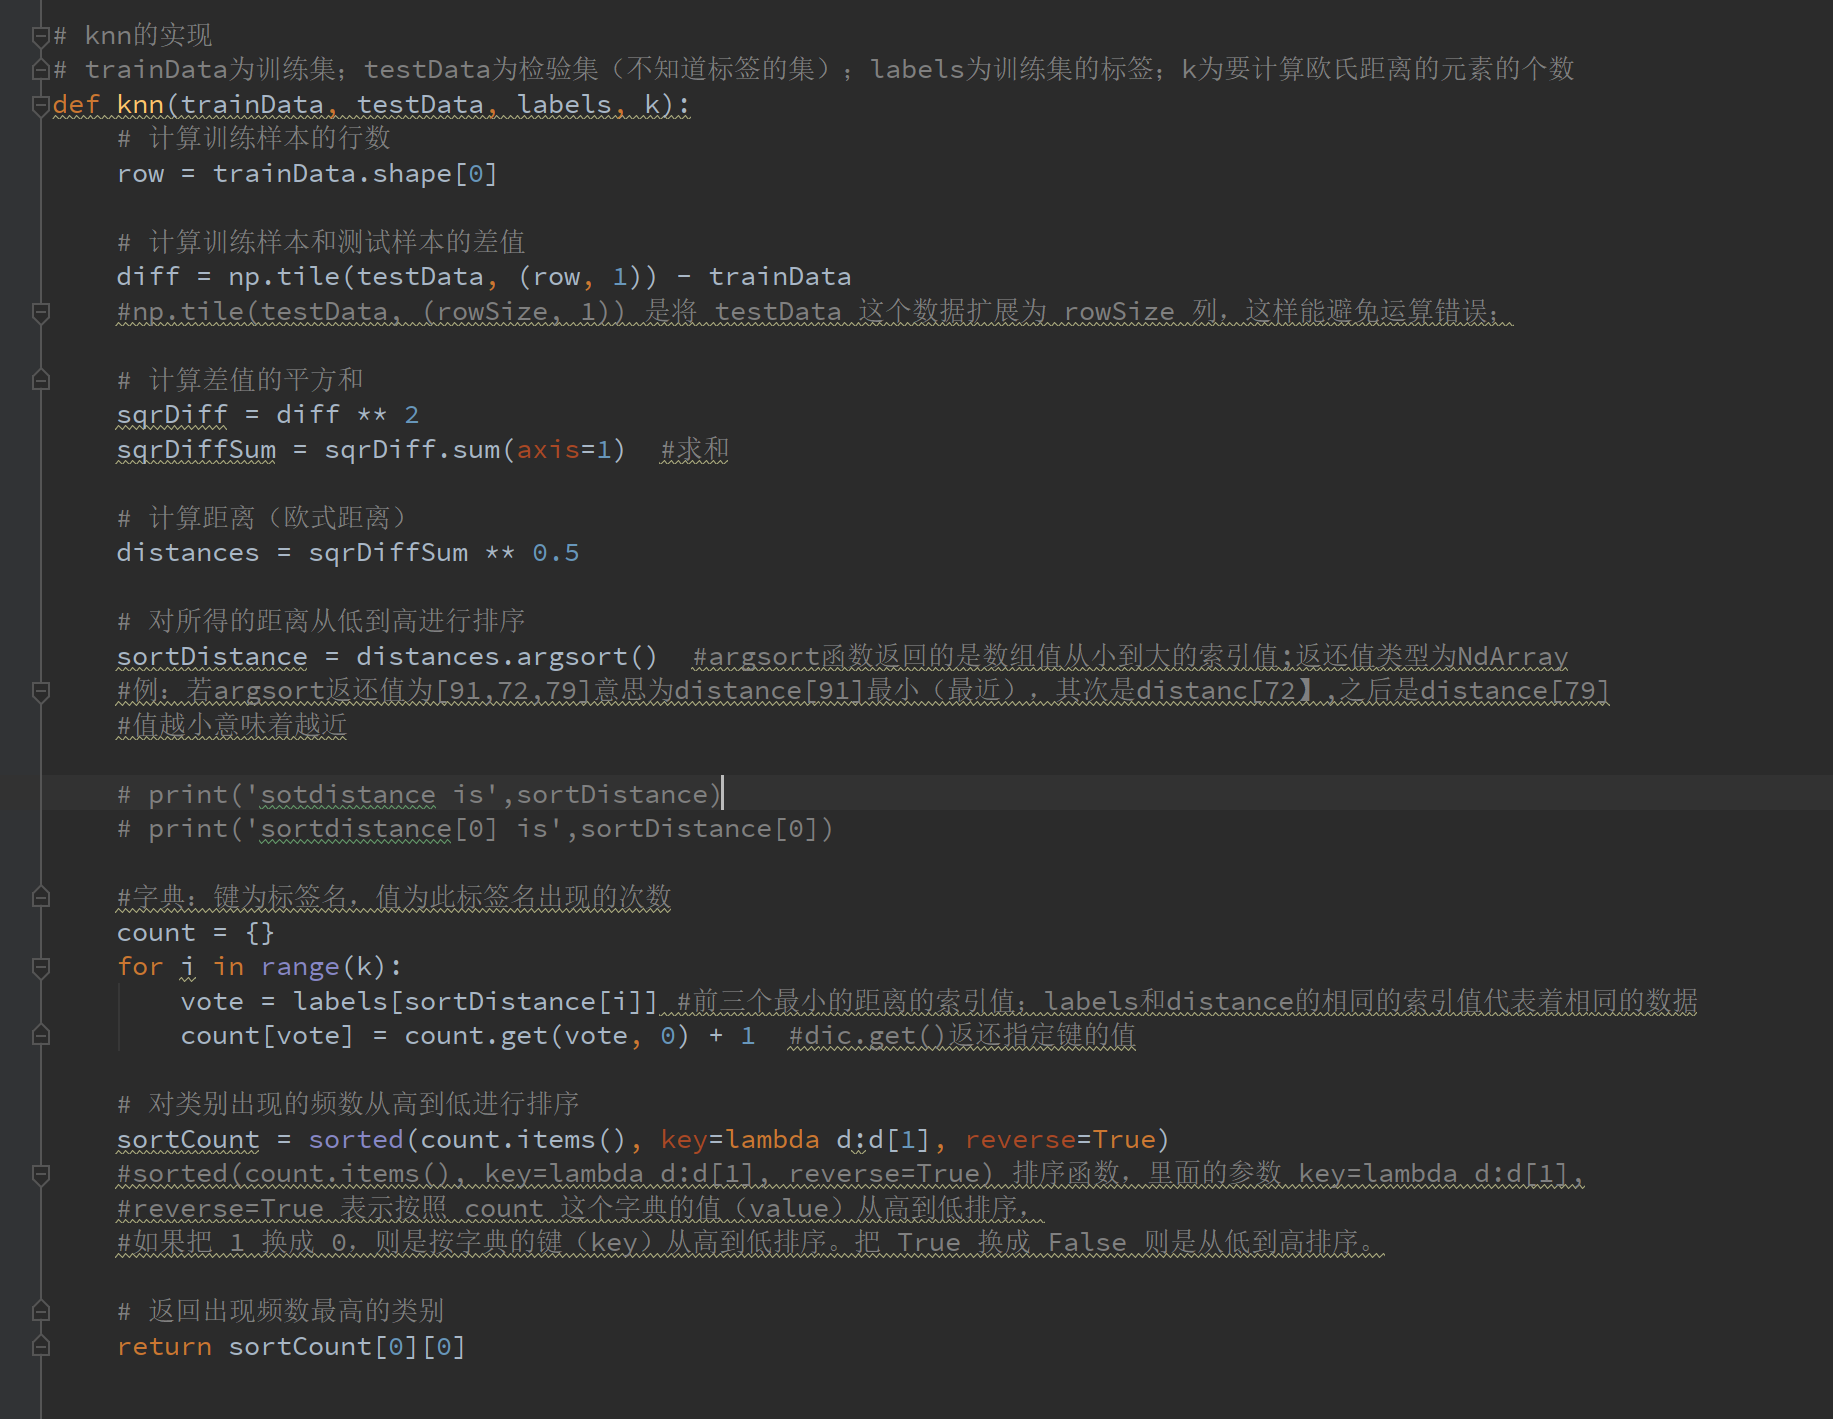 # knn的实现
# trainData为训练集；testData为检验集（不知道标签的集）；labels为训练集的标签；k为要计算欧氏距离的元素的个数
def knn(trainData, testData, labels, k):
    # 计算训练样本的行数
    row = trainData.shape[0]
    # 计算训练样本和测试样本的差值
    diff = np.tile(testData, (row, 1)) - trainData
    #np.tile(testData, (rowSize, 1)) 是将 testData 这个数据扩展为 rowSize 列，这样能避免运算错误；
    # 计算差值的平方和
    sqrDiff = diff ** 2
    sqrDiffSum = sqrDiff.sum(axis=1)  #求和
    # 计算距离（欧式距离）
    distances = sqrDiffSum ** 0.5
    # 对所得的距离从低到高进行排序
    sortDistance = distances.argsort()  #argsort函数返回的是数组值从小到大的索引值;返还值类型为NdArray
    #例：若argsort返还值为[91,72,79]意思为distance[91]最小（最近），其次是distanc[72】,之后是distance[79]
    #值越小意味着越近
    # print('sotdistance is',sortDistance)
    # print('sortdistance[0] is',sortDistance[0])
    #字典：键为标签名，值为此标签名出现的次数
    count = {}
    for i in range(k):
        vote = labels[sortDistance[i]] #前三个最小的距离的索引值；labels和distance的相同的索引值代表着相同的数据
        count[vote] = count.get(vote, 0) + 1  #dic.get()返还指定键的值
    # 对类别出现的频数从高到低进行排序
    sortCount = sorted(count.items(), key=lambda d:d[1], reverse=True)
    #sorted(count.items(), key=lambda d:d[1], reverse=True) 排序函数，里面的参数 key=lambda d:d[1],
    #reverse=True 表示按照 count 这个字典的值（value）从高到低排序，
    #如果把 1 换成 0，则是按字典的键（key）从高到低排序。把 True 换成 False 则是从低到高排序。
    # 返回出现频数最高的类别
    return sortCount[0][0]